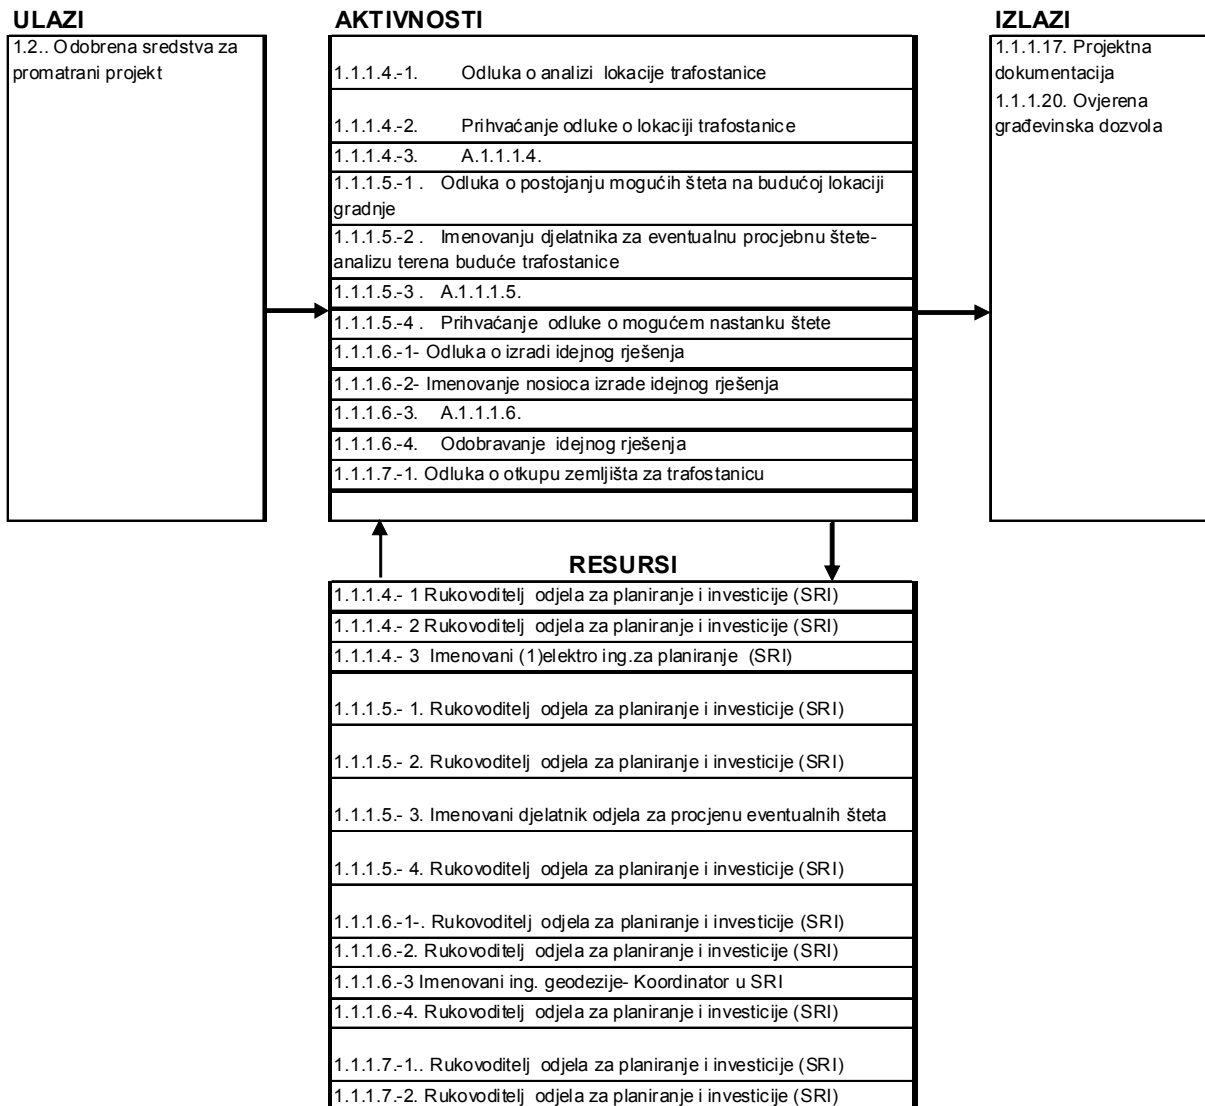 ULAZI
1.2.. Odobrena sredstva za
promatrani projekt
AKTIVNOSTI
1.1.1.4.-1. Odluka o analizi lokacije trafostanice
1.1.1.4.-2. Prihvaćanje odluke o lokaciji trafostanice
1.1.1.4.-3. A.1.1.1.4.
1.1.1.5.-1 . Odluka o postojanju mogućih šteta na budućoj lokaciji
gradnje
1.1.1.5.-2 . Imenovanju djelatnika za eventualnu procjebnu štete-
analizu terena buduće trafostanice
1.1.1.5.-3 . A.1.1.1.5.
1.1.1.5.-4 . Prihvaćanje odluke o mogućem nastanku štete
1.1.1.6.-1- Odluka o izradi idejnog rješenja
1.1.1.6.-2- Imenovanje nosioca izrade idejnog rješenja
1.1.1.6.-3. A.1.1.1.6.
1.1.1.6.-4. Odobravanje idejnog rješenja
1.1.1.7.-1. Odluka o otkupu zemljišta za trafostanicu
IZLAZI
1.1.1.17. Projektna
dokumentacija
1.1.1.20. Ovjerena
građevinska dozvola
RESURSI
1.1.1.4.- 1 Rukovoditelj odjela za planiranje i investicije (SRI)
1.1.1.4.- 2 Rukovoditelj odjela za planiranje i investicije (SRI)
1.1.1.4.- 3 Imenovani (1)elektro ing.za planiranje (SRI)
1.1.1.5.- 1. Rukovoditelj odjela za planiranje i investicije (SRI)
1.1.1.5.- 2. Rukovoditelj odjela za planiranje i investicije (SRI)
1.1.1.5.- 3. Imenovani djelatnik odjela za procjenu eventualnih šteta
1.1.1.5.- 4. Rukovoditelj odjela za planiranje i investicije (SRI)
1.1.1.6.-1-. Rukovoditelj odjela za planiranje i investicije (SRI)
1.1.1.6.-2. Rukovoditelj odjela za planiranje i investicije (SRI)
1.1.1.6.-3 Imenovani ing. geodezije- Koordinator u SRI
1.1.1.6.-4. Rukovoditelj odjela za planiranje i investicije (SRI)
1.1.1.7.-1.. Rukovoditelj odjela za planiranje i investicije (SRI)
1.1.1.7.-2. Rukovoditelj odjela za planiranje i investicije (SRI)